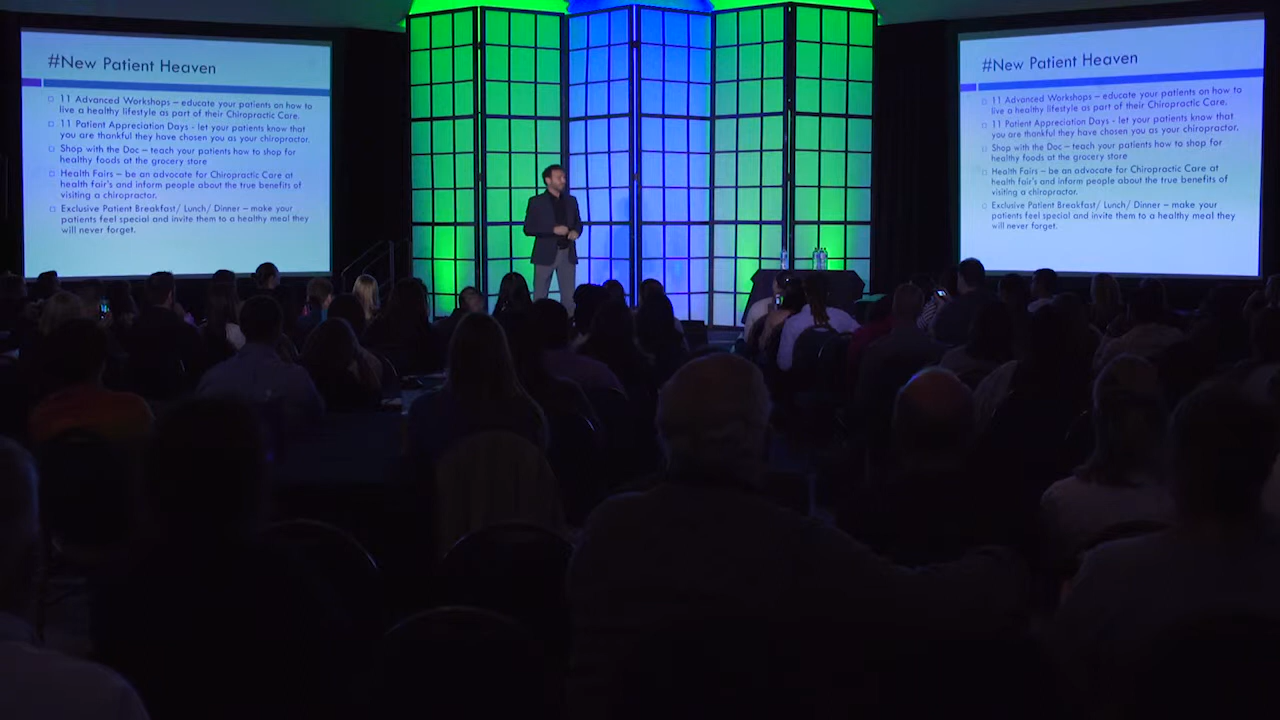 #New Patient Heaven
11 Advanced Workshops – educate your patients on how to
live a healthy lifestyle as part of their Chiropractic Care.
11 Patient Appreciation Days - let your patients know that
you are thankful they have chosen you as your chiropractor.
Shop with the Doc – teach your patients how to shop for
healthy foods at the grocery store
Health Fairs – be an advocate for Chiropractic Care at
health fair's and inform people about the true benefits of
visiting a chiropractor.
Exclusive Patient Breakfast/ Lunch/ Dinner – make your
patients feel special and invite them to a healthy meal they
will never forget.
#New Patient Heaven
11 Advanced Workshops – educate your patients on how to
live a healthy lifestyle as part of their Chiropractic Care.
11 Patient Appreciation Days - let your patients know that
you are thankful they have chosen you as your chiropractor.
Shop with the Doc – teach your patients how to shop for
healthy foods at the grocery store
Health Fairs – be an advocate for Chiropractic Care at
health fair's and inform people about the true benefits of
visiting a chiropractor.
Exclusive Patient Breakfast/ Lunch/ Dinner – make your
patients feel special and invite them to a healthy meal they
will never forget.